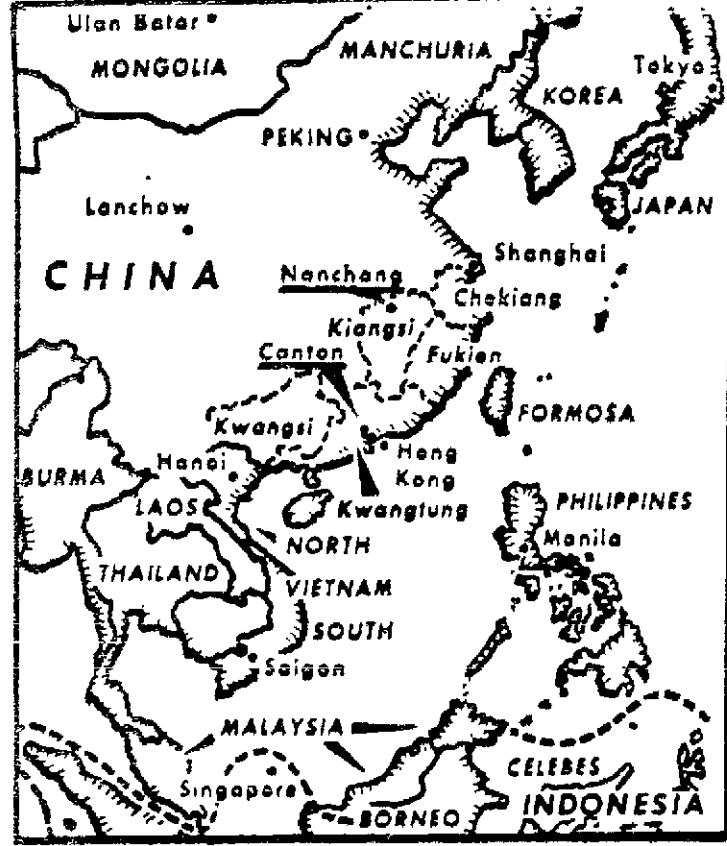 Ulan Bator
MONGOLIA
MANCHURIA
Tokyo
KOREA
PEKING
JAPAN
Lanchow
Shanghai
CHINA
Nanchang
Chekiang
Kiangsi
Canton
Fukien
FORMOSA
Kwangsi
Hong
Kong
BURMA
Hanoi
LAOS
Kwangtung
PHILIPPINES
Manila
NORTH
THAILAND
VIETNAM
SOUTH
Saigon
MALAYSIA
CELEBES
Singapore
INDONESIA
BORNEO